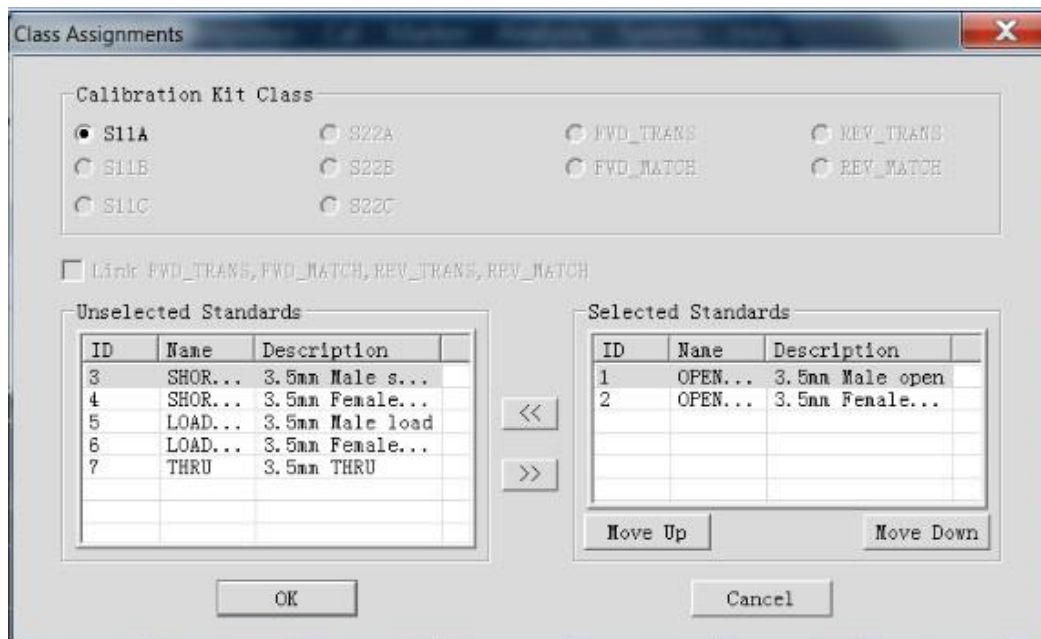 Class Assignments
Calibration Kit Class
S11A S22A FWD_TRANS REV_TRANS
S11B S22B FWD_MATCH REV_MATCH
S11C S22C
Link FWD_TRANS,FWD_MATCH,REV_TRANS,REV_MATCH
Unselected Standards
ID Name Description
3 SHOR... 3.5mm Male s...
4 SHOR... 3.5mm Female...
5 LOAD... 3.5mm Male load
6 LOAD... 3.5mm Female...
7 THRU 3.5mm THRU
<<
>>
Selected Standards
ID Name Description
1 OPEN... 3.5mm Male open
2 OPEN... 3.5mm Female...
Move Up Move Down
OK Cancel